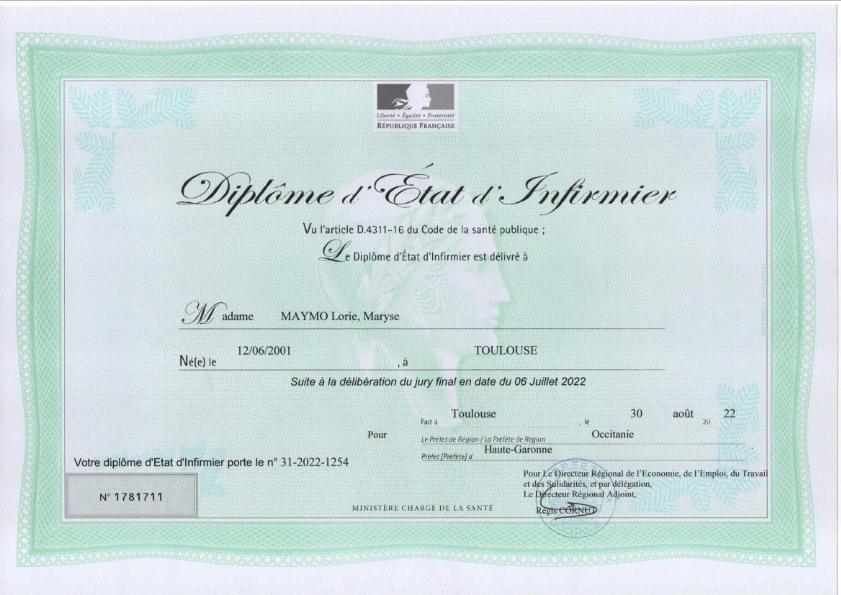 Liberté • Égalité • Fraternité
RÉPUBLIQUE FRANÇAISE
Diplôme d'État d'Infirmier
Vu l'article D.4311-16 du Code de la santé publique ;
Le Diplôme d'État d'Infirmier est délivré à
Madame MAYMO Lorie, Maryse
Né(e) le 12/06/2001 , à TOULOUSE
Suite à la délibération du jury final en date du 06 Juillet 2022
Fait à Toulouse , le 30 août 20 22
Pour Le Préfet de Région / La Préfète de Région Occitanie
Préfet [Préfète] d Haute-Garonne
Votre diplôme d'Etat d'Infirmier porte le n° 31-2022-1254
Pour Le Directeur Régional de l'Economie, de l'Emploi, du Travail
et des Solidarités, et par délégation,
Le Directeur Régional Adjoint,
Régis CORNUT
N° 1781711
MINISTÈRE CHARGÉ DE LA SANTÉ